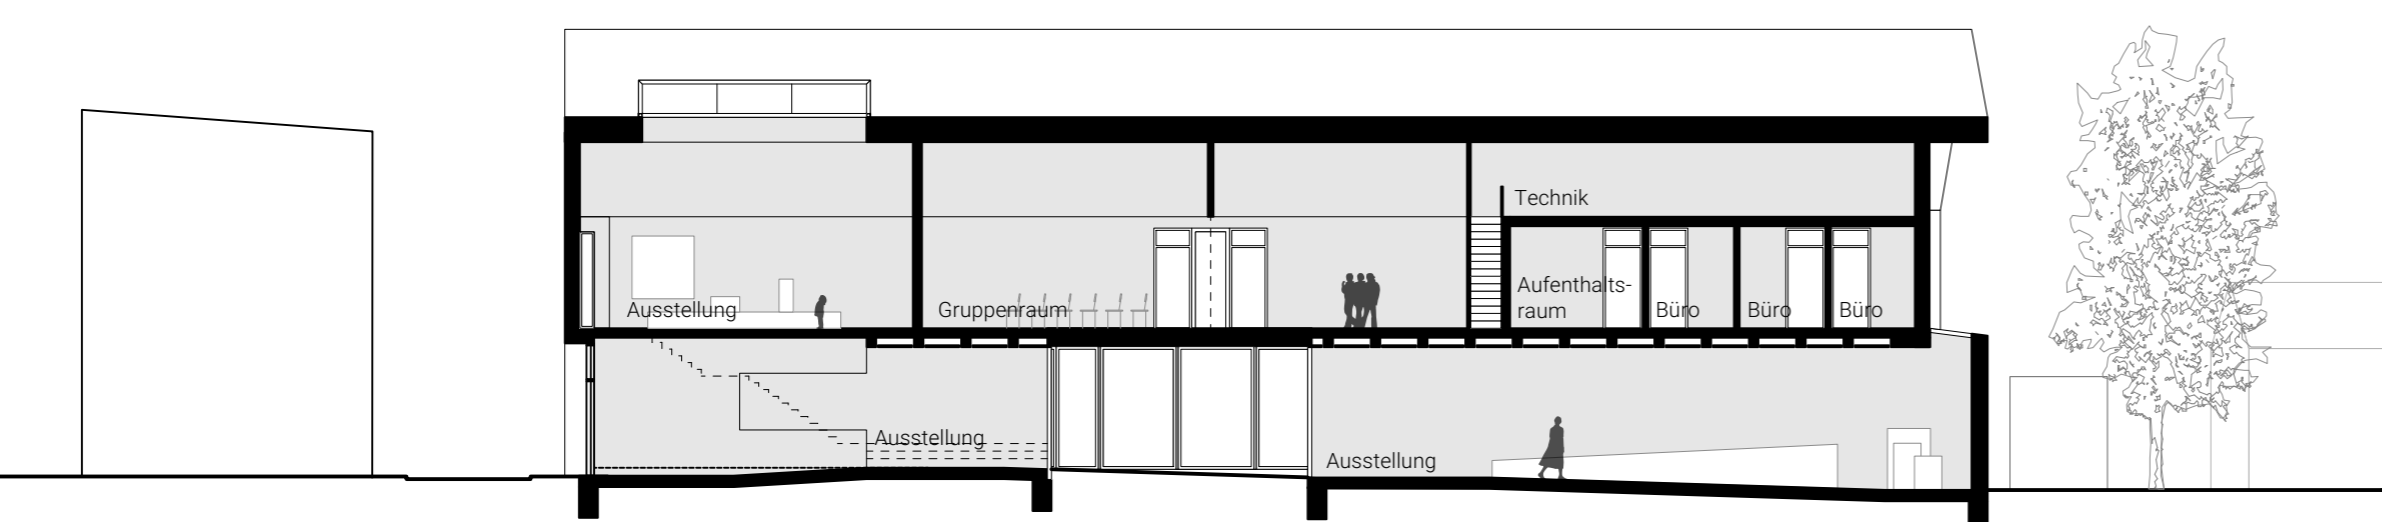 Technik
Aufenthalts-
raum
Ausstellung
Gruppenraum
Büro
Büro
Büro
Ausstellung
Ausstellung